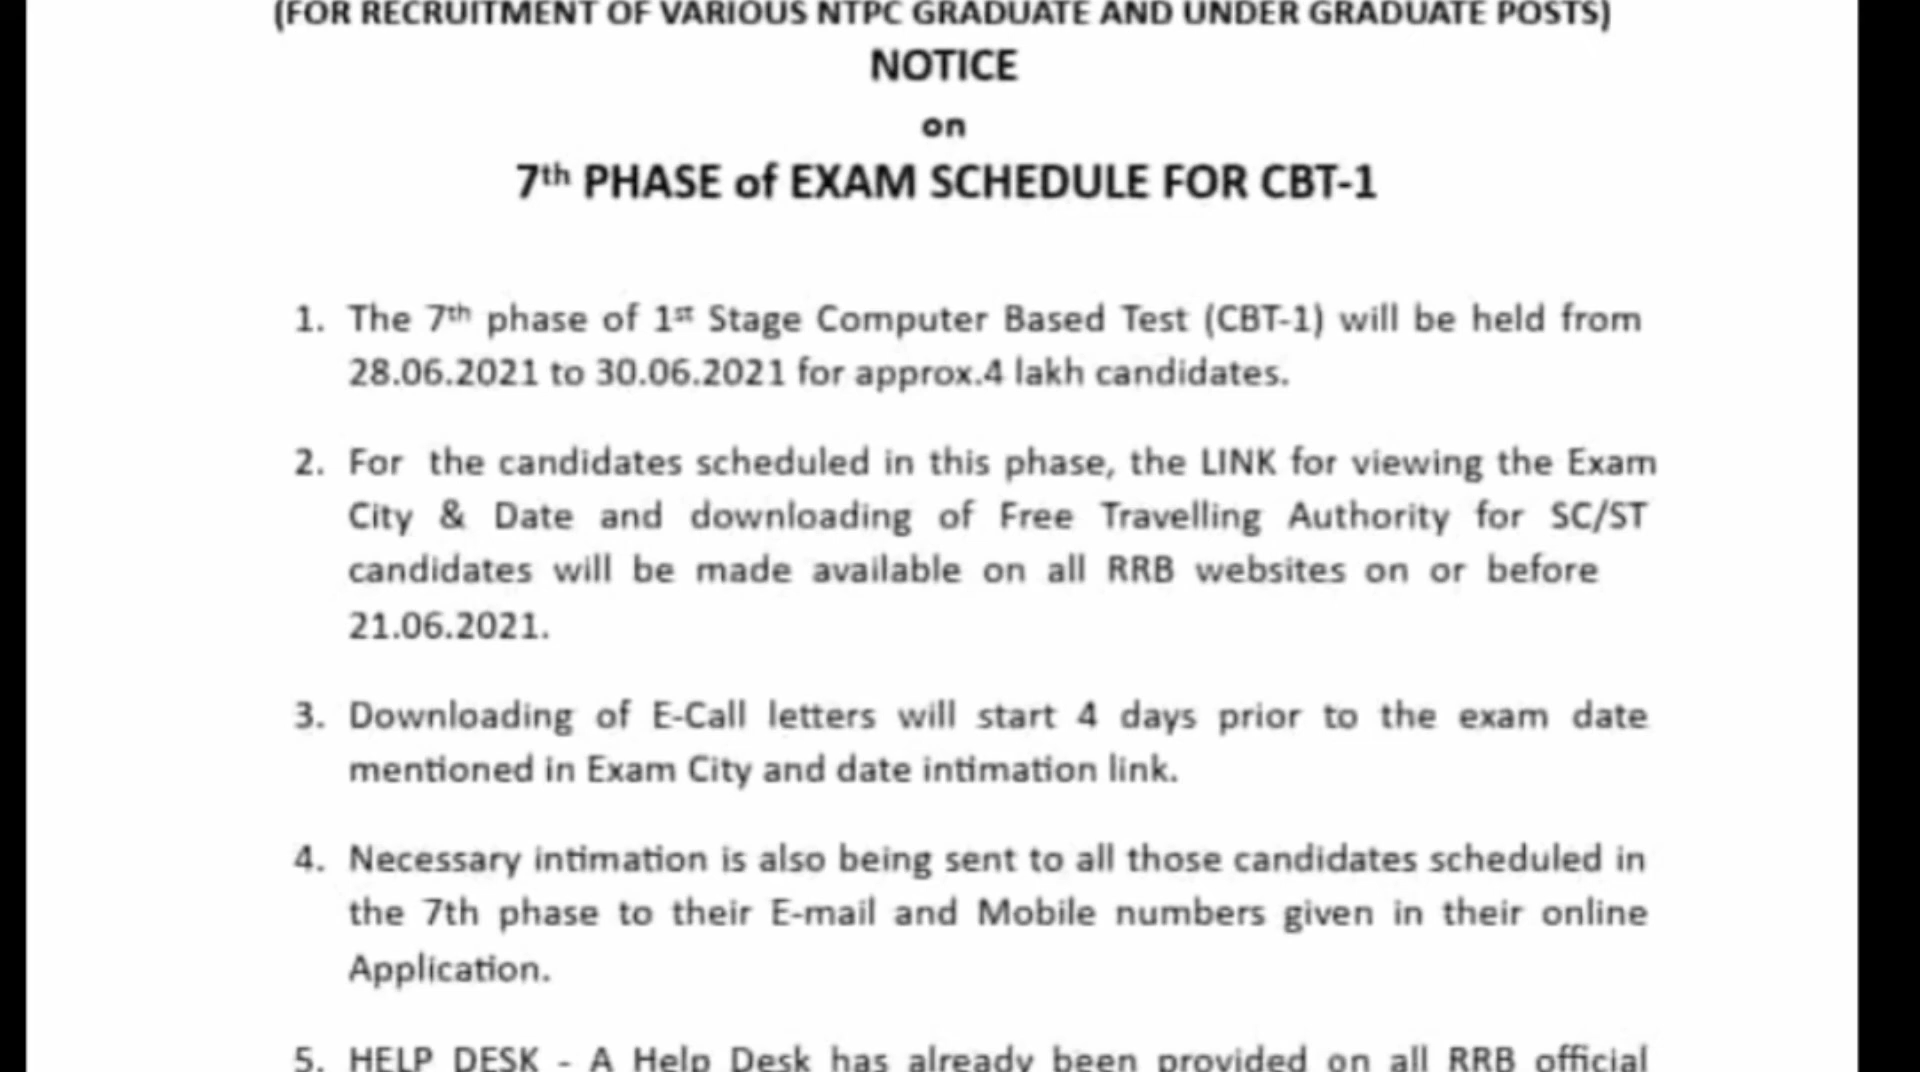 (FOR RECRUITMENT OF VARIOUS NTPC GRADUATE AND UNDER GRADUATE POSTS)
NOTICE
on
7th PHASE of EXAM SCHEDULE FOR CBT-1
1. The 7th phase of 1st Stage Computer Based Test (CBT-1) will be held from
28.06.2021 to 30.06.2021 for approx.4 lakh candidates.
2. For the candidates scheduled in this phase, the LINK for viewing the Exam
City & Date and downloading of Free Travelling Authority for SC/ST
candidates will be made available on all RRB websites on or before
21.06.2021.
3. Downloading of E-Call letters will start 4 days prior to the exam date
mentioned in Exam City and date intimation link.
4. Necessary intimation is also being sent to all those candidates scheduled in
the 7th phase to their E-mail and Mobile numbers given in their online
Application.
5. HELP DESK - A Help Desk has already been provided on all RRB official